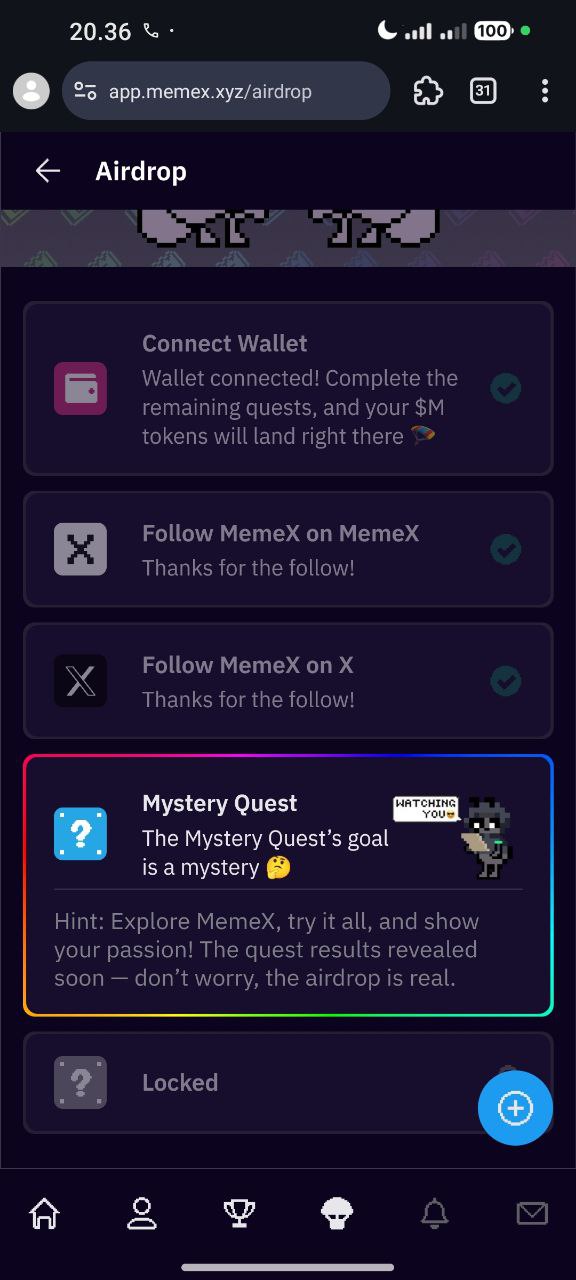 20.36
100
app.memex.xyz/airdrop
31
Airdrop
Connect Wallet
Wallet connected! Complete the
remaining quests, and your $M
tokens will land right there 🪂
Follow MemeX on MemeX
Thanks for the follow!
Follow MemeX on X
Thanks for the follow!
Mystery Quest
WATCHING
YOU😎
The Mystery Quest’s goal
is a mystery 🤔
Hint: Explore MemeX, try it all, and show
your passion! The quest results revealed
soon — don’t worry, the airdrop is real.
Locked